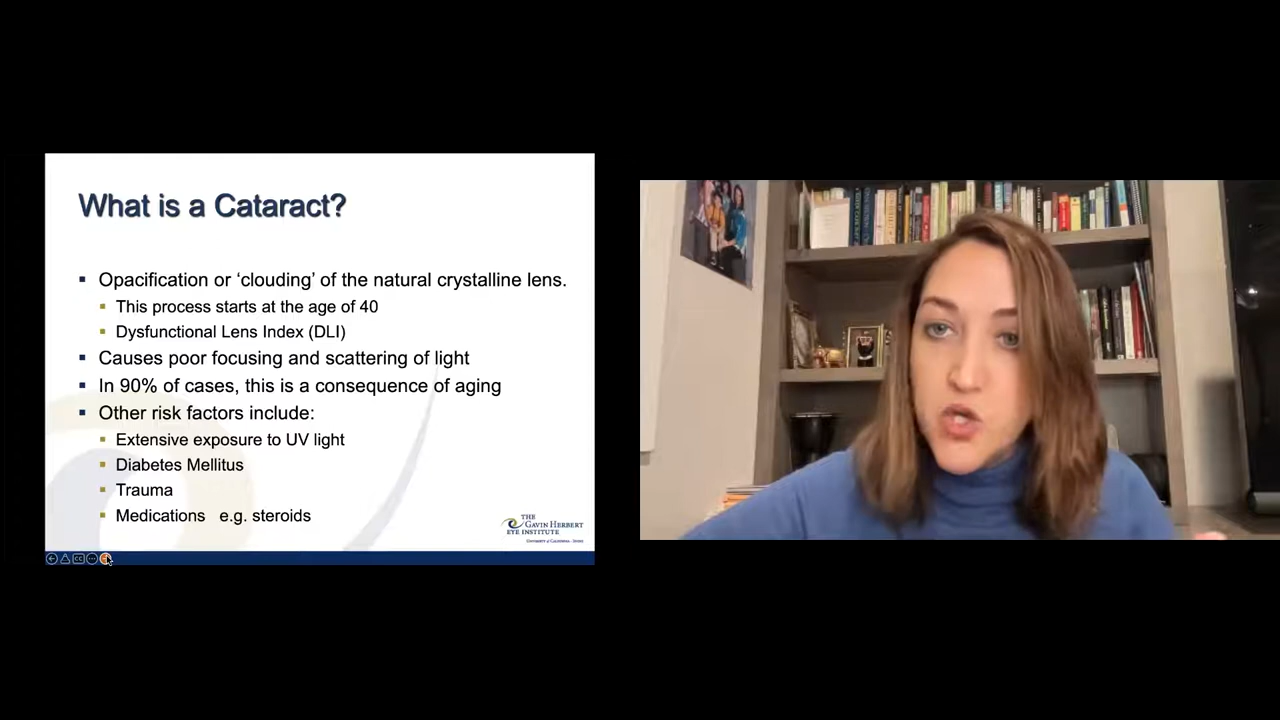 What is a Cataract?
Opacification or ‘clouding’ of the natural crystalline lens.
This process starts at the age of 40
Dysfunctional Lens Index (DLI)
Causes poor focusing and scattering of light
In 90% of cases, this is a consequence of aging
Other risk factors include:
Extensive exposure to UV light
Diabetes Mellitus
Trauma
Medications e.g. steroids
THE
GAVIN HERBERT
EYE INSTITUTE